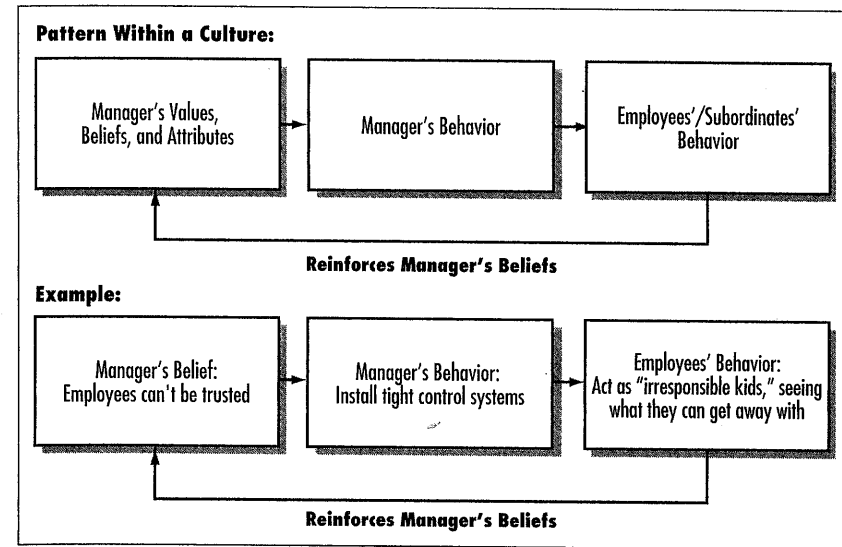 Pattern Within a Culture:
Manager's Values,
Beliefs, and Attributes
Manager's Behavior
Employees'/Subordinates'
Behavior
Reinforces Manager's Beliefs
Example:
Manager's Belief:
Employees can't be trusted
Manager's Behavior:
Install tight control systems
Employees' Behavior:
Act as "irresponsible kids," seeing
what they can get away with
Reinforces Manager's Beliefs